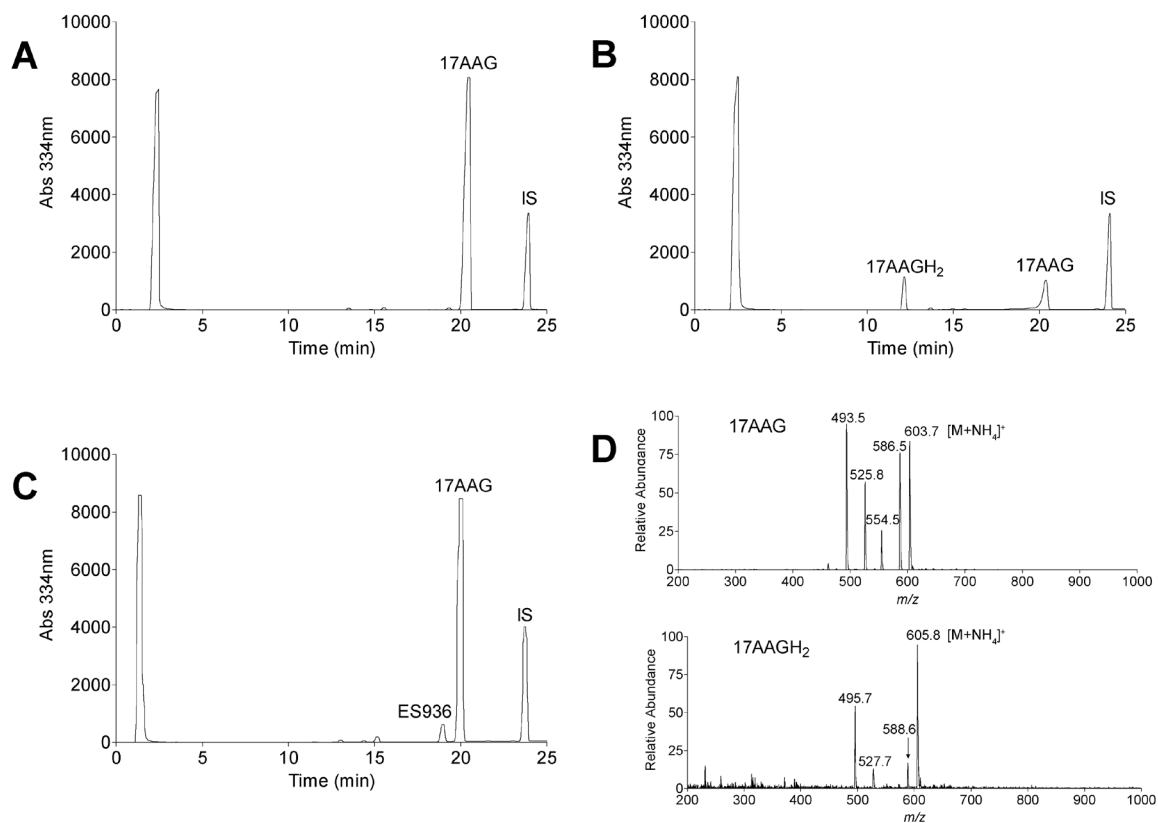 A
10000
8000
6000
4000
2000
0
Abs 334nm
17AAG
IS
0 5 10 15 20 25
Time (min)
B
10000
8000
6000
4000
2000
0
Abs 334nm
17AAGH2
17AAG
IS
0 5 10 15 20 25
Time (min)
C
10000
8000
6000
4000
2000
0
Abs 334nm
ES936
17AAG
IS
0 5 10 15 20 25
Time (min)
D
17AAG
100
75
50
25
0
Relative Abundance
493.5
525.8
554.5
586.5
603.7 [M+NH4]+
200 300 400 500 600 700 800 900 1000
m/z
17AAGH2
100
75
50
25
0
Relative Abundance
495.7
527.7
588.6
605.8 [M+NH4]+
200 300 400 500 600 700 800 900 1000
m/z